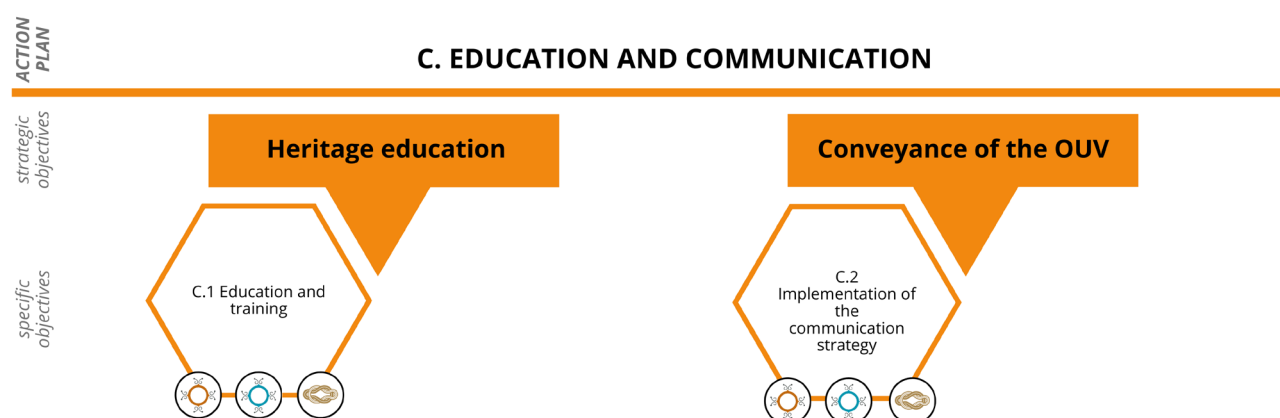 ACTION
PLAN
C. EDUCATION AND COMMUNICATION
strategic
objectives
Heritage education
Conveyance of the OUV
specific
objectives
C.1 Education and
training
C.2
Implementation of
the
communication
strategy